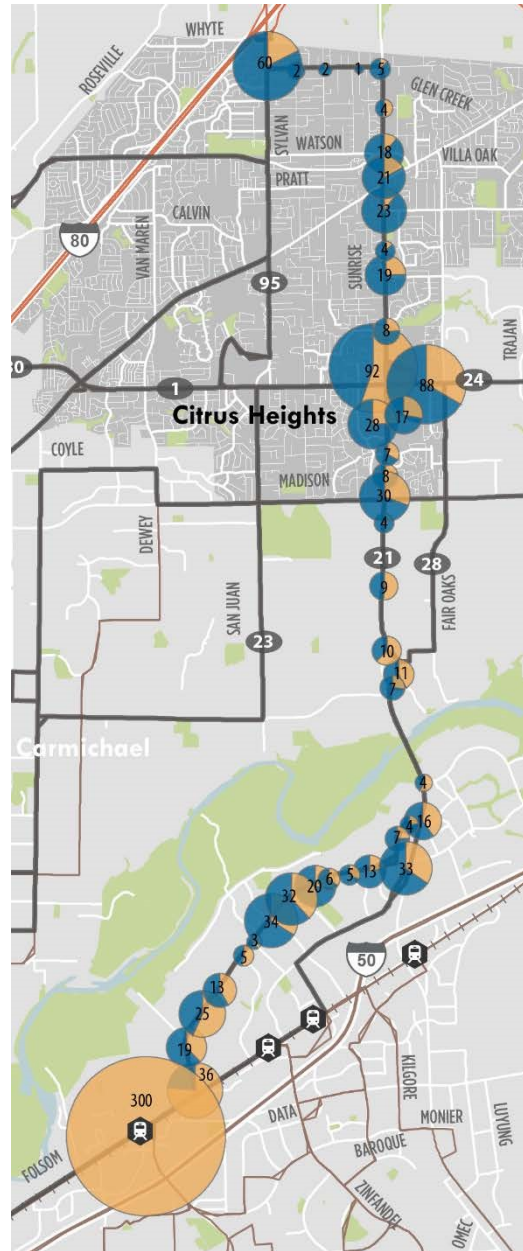 WHYTE
ROSEVILLE
60
2
2
1
5
GLEN CREEK
4
SYLVAN
WATSON
18
VILLA OAK
PRATT
21
CALVIN
23
80
VAN MAREN
SUNRISE
4
95
19
TRAJAN
8
1
92
88
24
Citrus Heights
28
17
COYLE
7
MADISON
8
30
DEWEY
4
21
28
SAN JUAN
9
FAIR OAKS
23
10
11
7
Carmichael
4
16
4
7
33
13
5
6
20
32
34
3
5
50
13
25
19
36
KILGORE
300
DATA
MONIER
LUYUNG
BAROQUE
FOLSOM
ZINFANDEL
OMEC